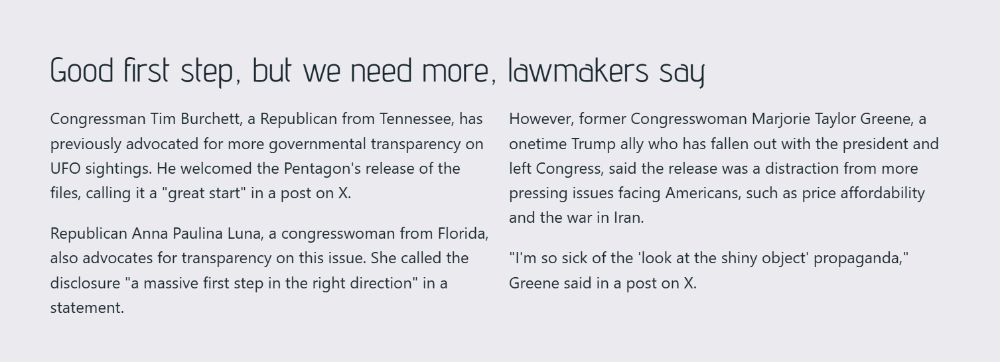 Good first step, but we need more, lawmakers say
Congressman Tim Burchett, a Republican from Tennessee, has
previously advocated for more governmental transparency on
UFO sightings. He welcomed the Pentagon's release of the
files, calling it a "great start" in a post on X.
Republican Anna Paulina Luna, a congresswoman from Florida,
also advocates for transparency on this issue. She called the
disclosure "a massive first step in the right direction" in a
statement.
However, former Congresswoman Marjorie Taylor Greene, a
onetime Trump ally who has fallen out with the president and
left Congress, said the release was a distraction from more
pressing issues facing Americans, such as price affordability
and the war in Iran.
"I'm so sick of the 'look at the shiny object' propaganda,"
Greene said in a post on X.